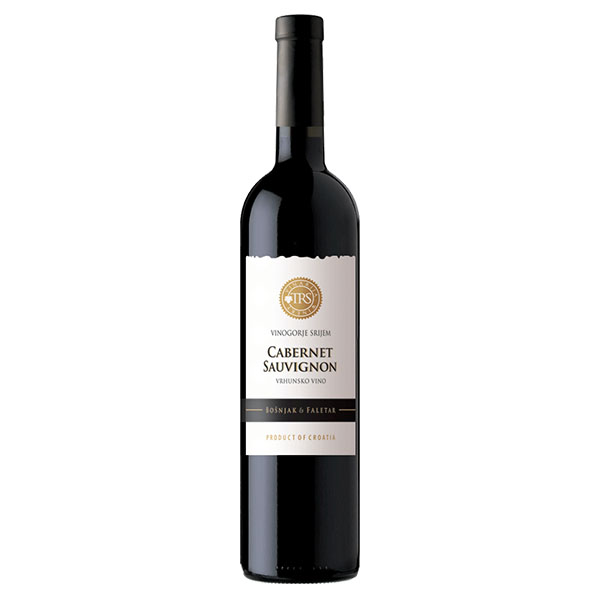 TRS
VINOGORJE SRIJEM
CABERNET
SAUVIGNON
VRHUNSKO VINO
BOŠNJAK & FALETAR
PRODUCT OF CROATIA